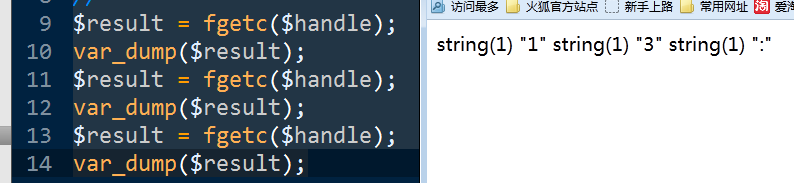 9 $result = fgetc($handle);
10 var_dump($result);
11 $result = fgetc($handle);
12 var_dump($result);
13 $result = fgetc($handle);
14 var_dump($result);
访问最多 火狐官方站点 新手上路 常用网址 淘 爱淘
string(1) "1" string(1) "3" string(1) ":"